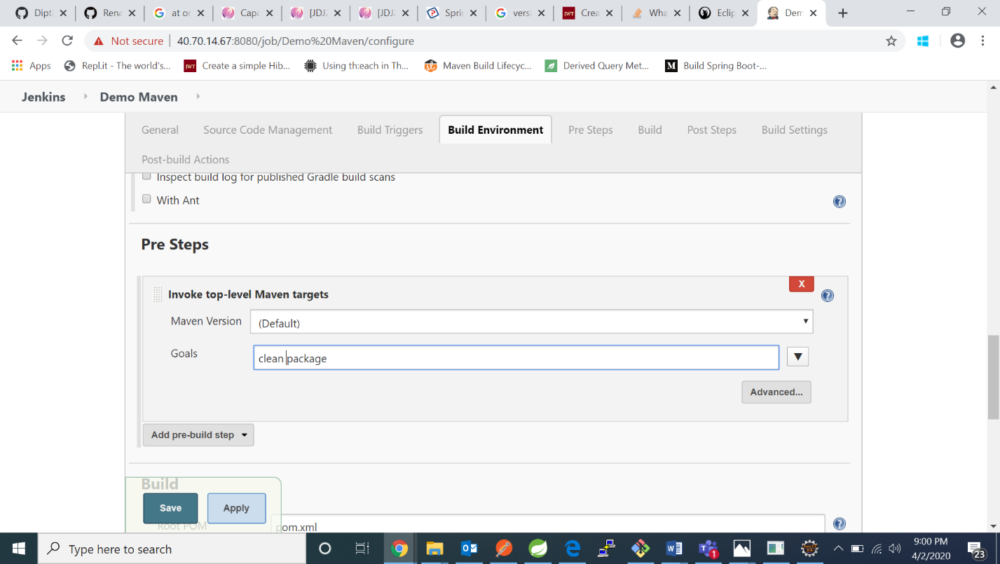 Dipti
Rena
at or
Capa
[JDJ
[JDJ
Sprin
versi
JWT Crea
Wha
Eclip
Dem
Not secure 40.70.14.67:8080/job/Demo%20Maven/configure
Apps Repl.it - The world's... JWT Create a simple Hib... Using th:each in Th... Maven Build Lifecyc... Derived Query Met... M Build Spring Boot-...
Jenkins Demo Maven
General Source Code Management Build Triggers Build Environment Pre Steps Build Post Steps Build Settings
Post-build Actions
Inspect build log for published Gradle build scans
With Ant
Pre Steps
X
Invoke top-level Maven targets
Maven Version (Default)
Goals clean package
Advanced...
Add pre-build step
Build
Save Apply
Root POM pom.xml
Type here to search
9:00 PM
4/2/2020
1
23